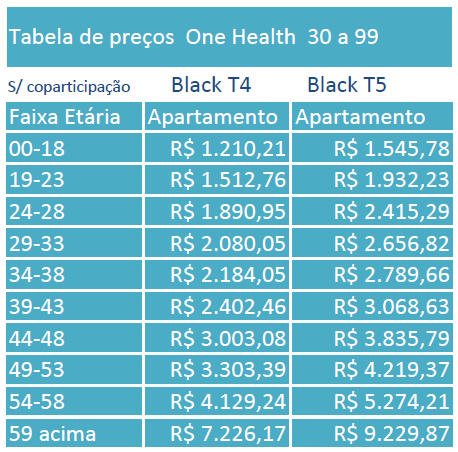 Tabela de preços One Health 30 a 99
S/ coparticipação Black T4 Black T5
Faixa Etária Apartamento Apartamento
00-18 R$ 1.210,21 R$ 1.545,78
19-23 R$ 1.512,76 R$ 1.932,23
24-28 R$ 1.890,95 R$ 2.415,29
29-33 R$ 2.080,05 R$ 2.656,82
34-38 R$ 2.184,05 R$ 2.789,66
39-43 R$ 2.402,46 R$ 3.068,63
44-48 R$ 3.003,08 R$ 3.835,79
49-53 R$ 3.303,39 R$ 4.219,37
54-58 R$ 4.129,24 R$ 5.274,21
59 acima R$ 7.226,17 R$ 9.229,87